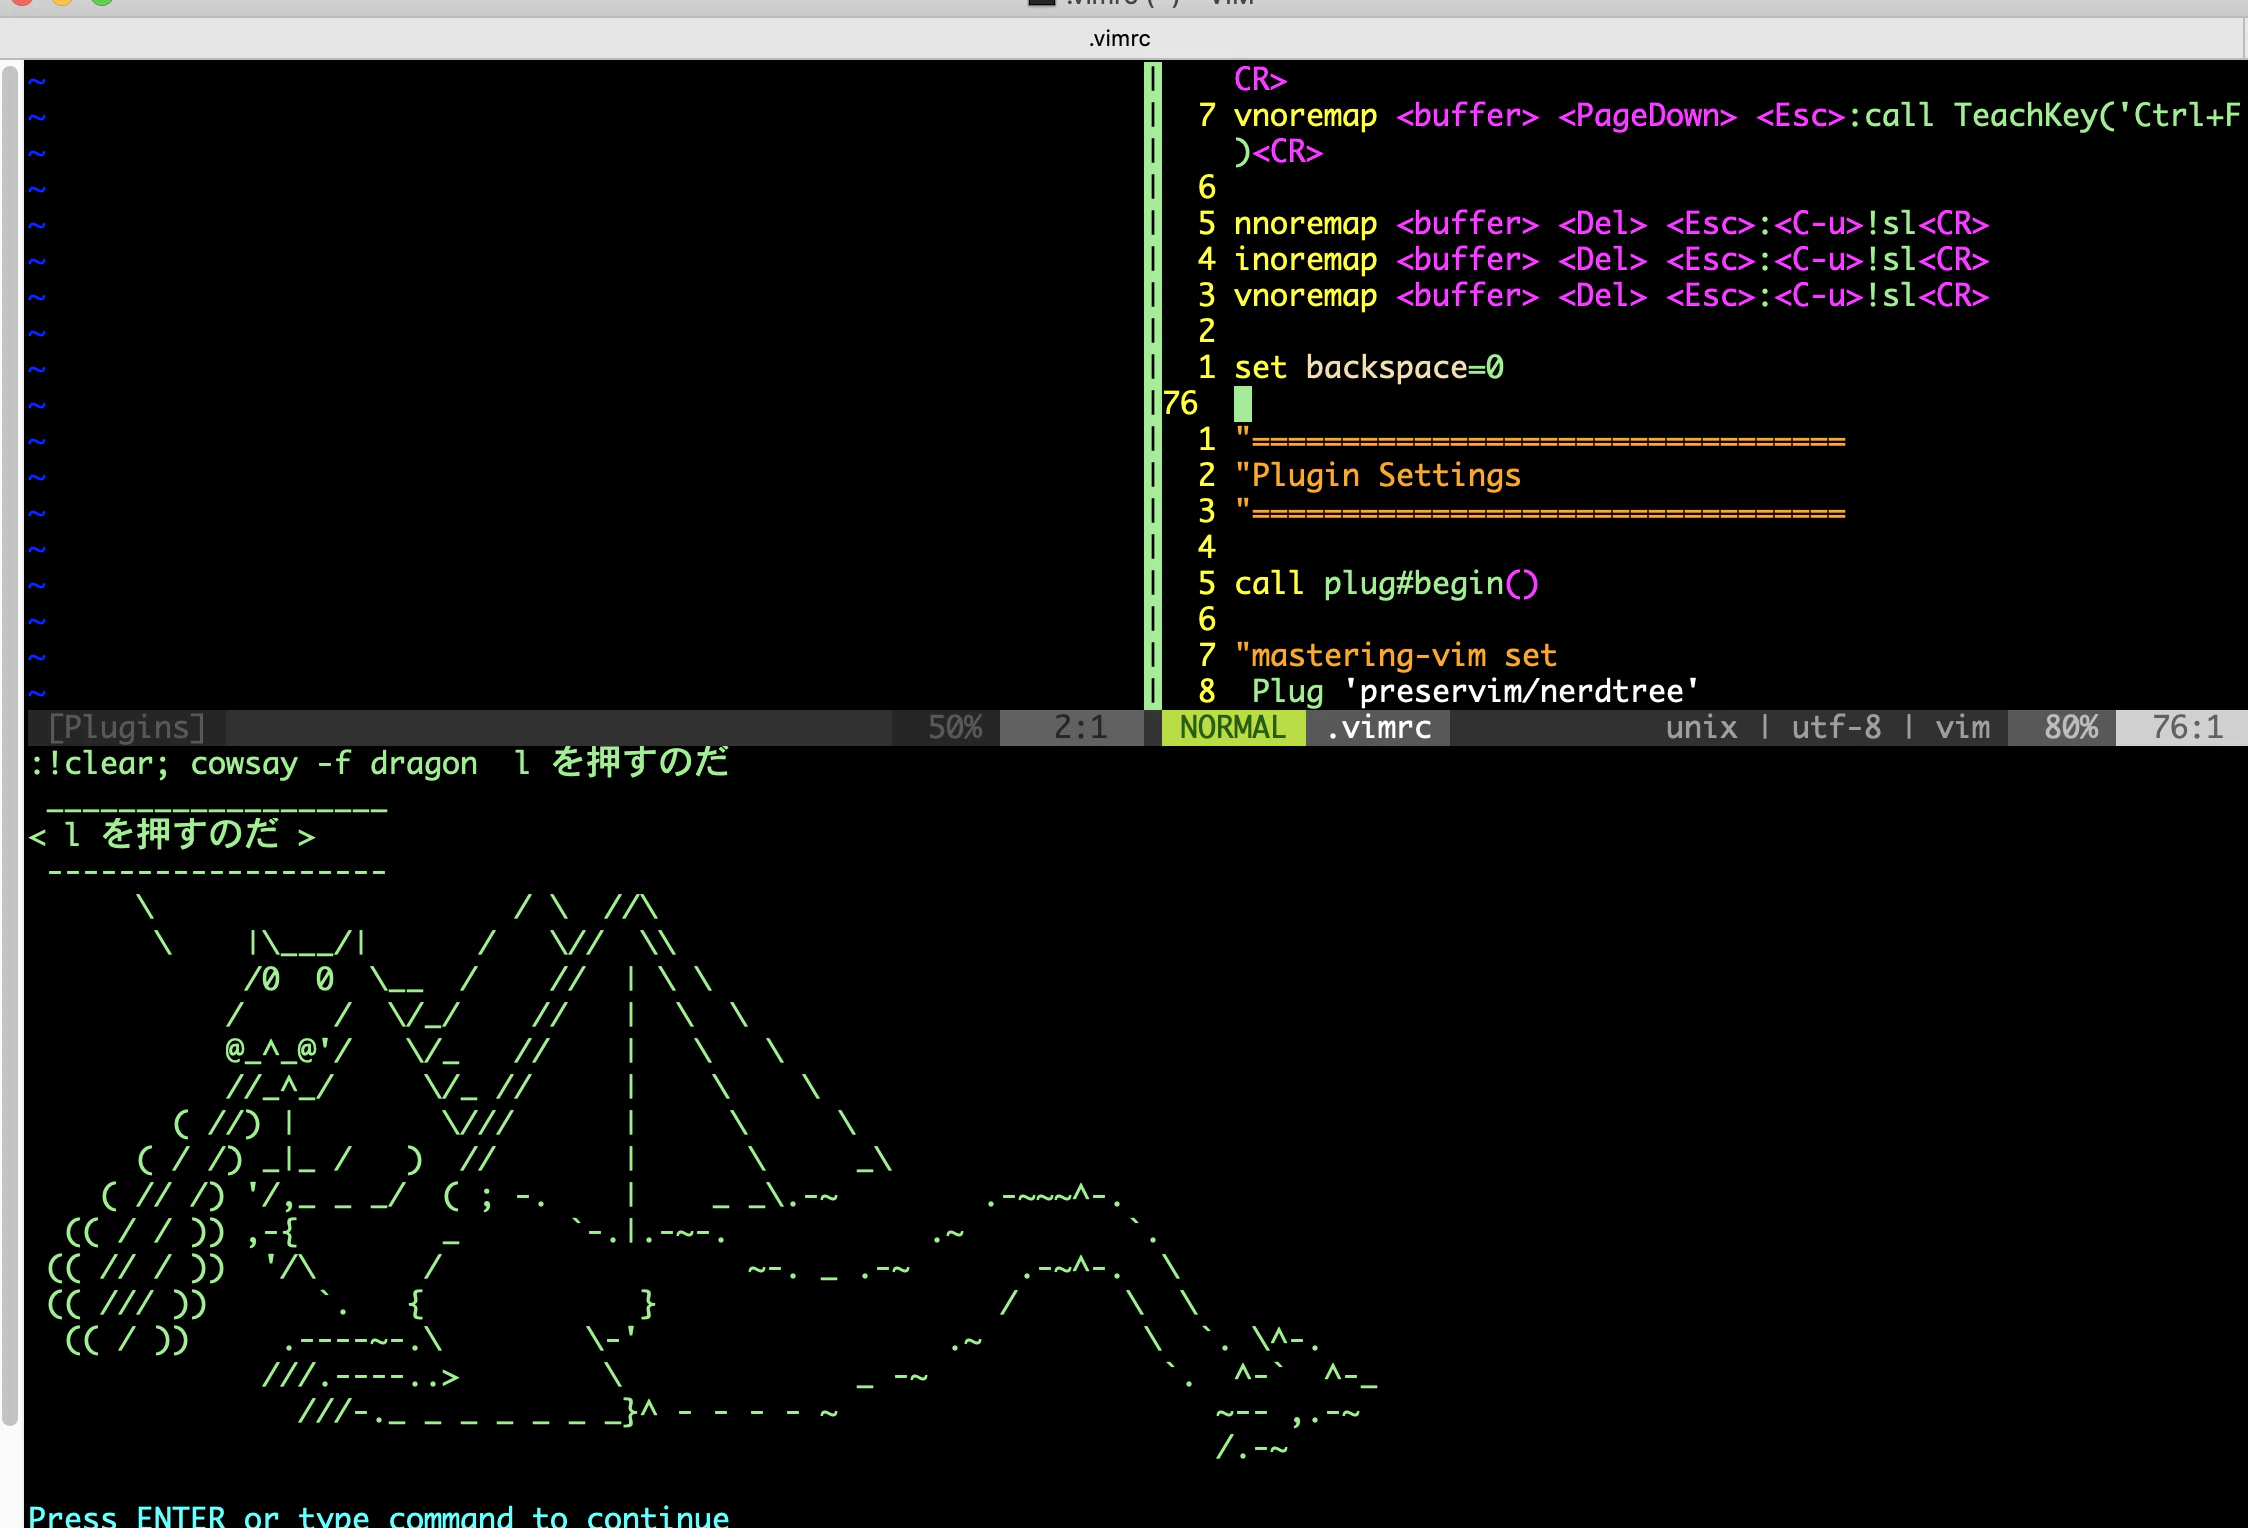 .vimrc
CR>
7 vnoremap <buffer> <PageDown> <Esc>:call TeachKey('Ctrl+F
)<CR>
6
5 nnoremap <buffer> <Del> <Esc>:<C-u>!sl<CR>
4 inoremap <buffer> <Del> <Esc>:<C-u>!sl<CR>
3 vnoremap <buffer> <Del> <Esc>:<C-u>!sl<CR>
2
1 set backspace=0
76
1 "=================================
2 "Plugin Settings
3 "=================================
4
5 call plug#begin()
6
7 "mastering-vim set
8 Plug 'preservim/nerdtree'
[Plugins] 50% 2:1
NORMAL .vimrc unix | utf-8 | vim 80% 76:1
:!clear; cowsay -f dragon  l を押すのだ
< l を押すのだ >
Press ENTER or type command to continue